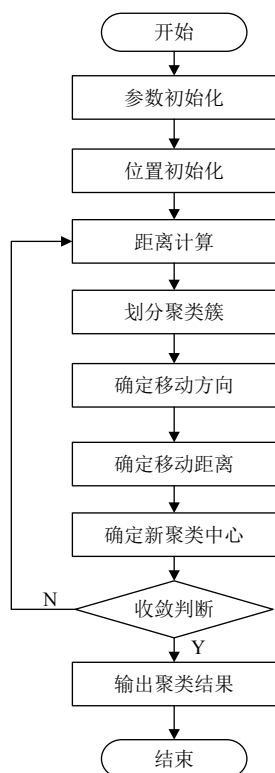 开始
参数初始化
位置初始化
距离计算
划分聚类簇
确定移动方向
确定移动距离
确定新聚类中心
收敛判断
N
Y
输出聚类结果
结束